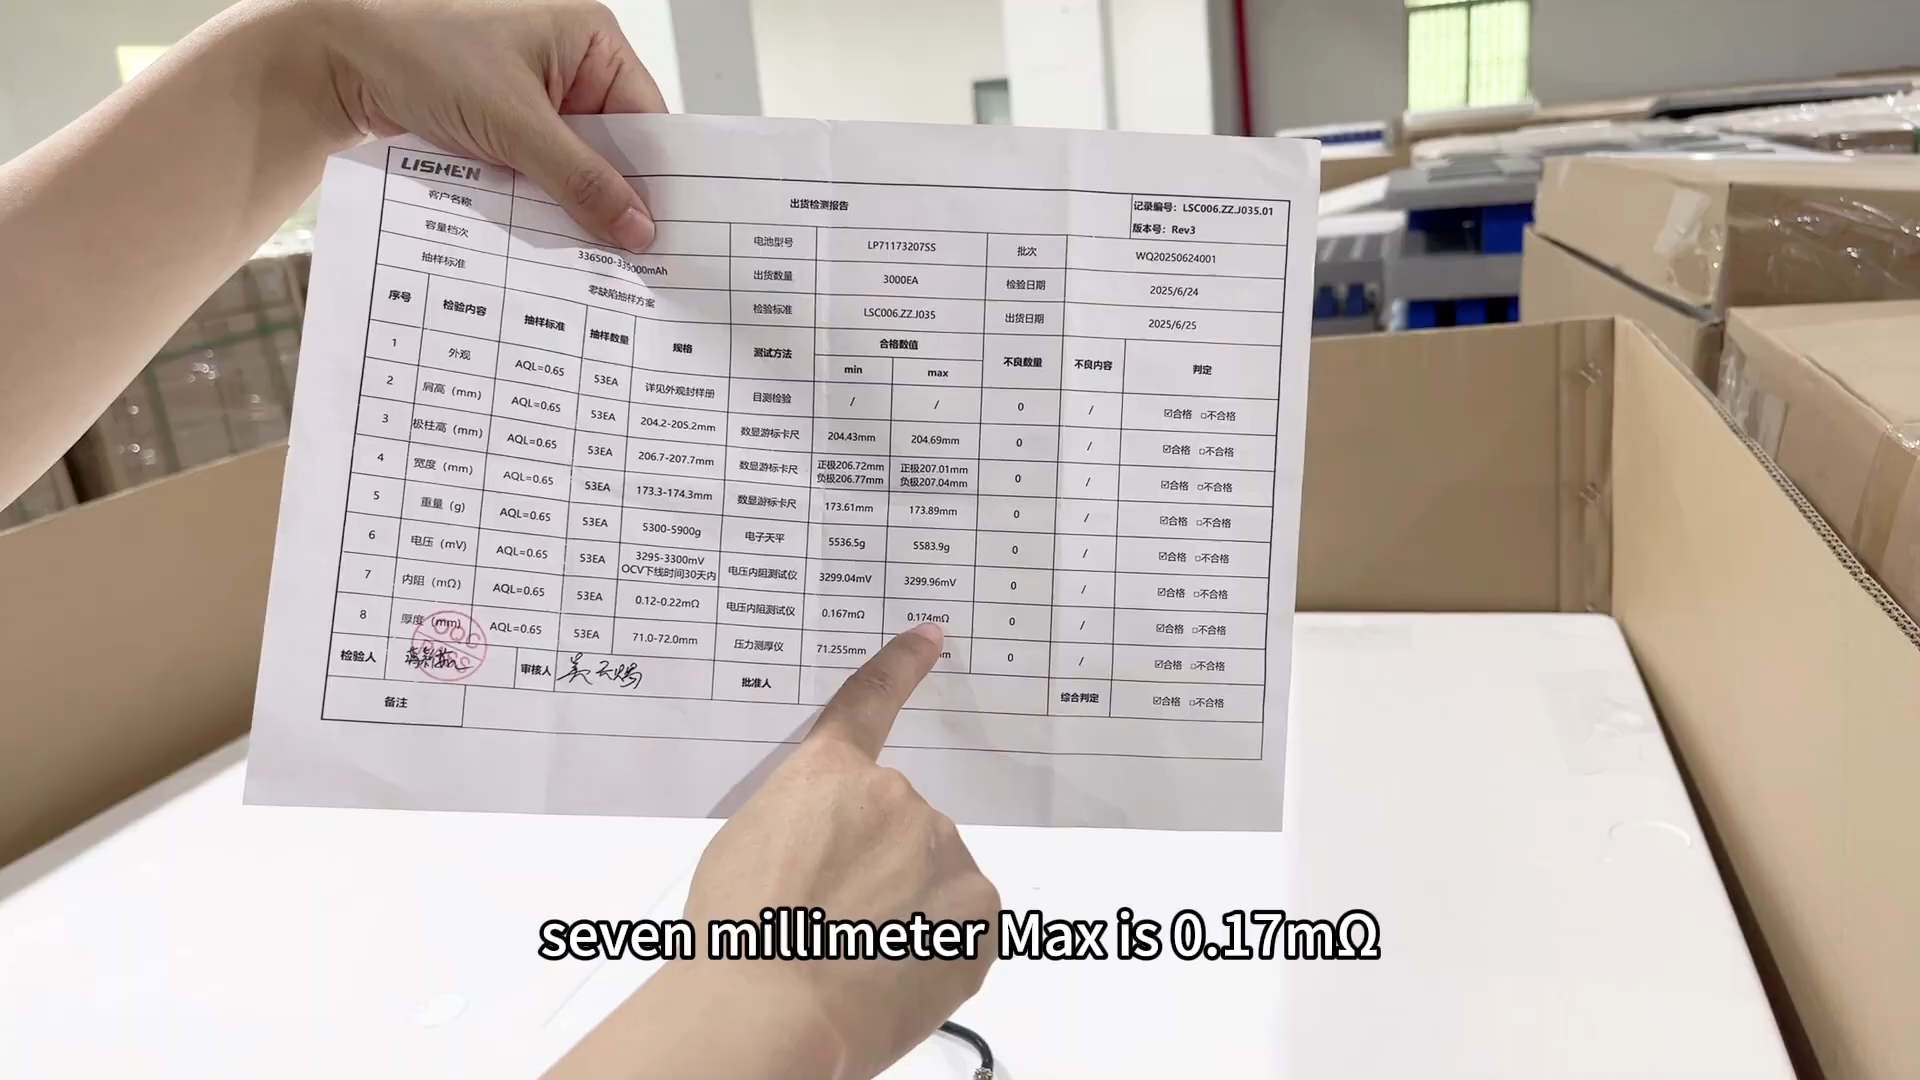 LISHEN
出货检测报告
记录编号：LSC006.ZZ.J035.01
版本号：Rev3
客户名称 电池型号 LP71173207SS 批次 WQ20250624001
容量档次 336500-339000mAh 出货数量 3000EA 检验日期 2025/6/24
抽样标准 零缺陷抽样方案 检验标准 LSC006.ZZ.J035 出货日期 2025/6/25
序号 检验内容 抽样标准 抽样数量 规格 测试方法 合格数值 不良数量 不良内容 判定
min max
1 外观 AQL=0.65 53EA 详见外观封样册 目测检验 / / 0 / ☑合格 □不合格
2 肩高（mm） AQL=0.65 53EA 204.2-205.2mm 数显游标卡尺 204.43mm 204.69mm 0 / ☑合格 □不合格
3 极柱高（mm） AQL=0.65 53EA 206.7-207.7mm 数显游标卡尺 正极206.72mm 正极207.01mm 0 / ☑合格 □不合格
负极206.77mm 负极207.04mm
4 宽度（mm） AQL=0.65 53EA 173.3-174.3mm 数显游标卡尺 173.61mm 173.89mm 0 / ☑合格 □不合格
5 重量（g） AQL=0.65 53EA 5300-5900g 电子天平 5536.5g 5583.9g 0 / ☑合格 □不合格
6 电压（mV） AQL=0.65 53EA 3295-3300mV 电压内阻测试仪 3299.04mV 3299.96mV 0 / ☑合格 □不合格
OCV下线时间30天内
7 内阻（mΩ） AQL=0.65 53EA 0.12-0.22mΩ 电压内阻测试仪 0.167mΩ 0.174mΩ 0 / ☑合格 □不合格
8 厚度（mm） AQL=0.65 53EA 71.0-72.0mm 压力测厚仪 71.255mm 0 / ☑合格 □不合格
检验人 审核人 批准人 综合判定 ☑合格 □不合格
OQC
PASS
备注
seven millimeter Max is 0.17mΩ